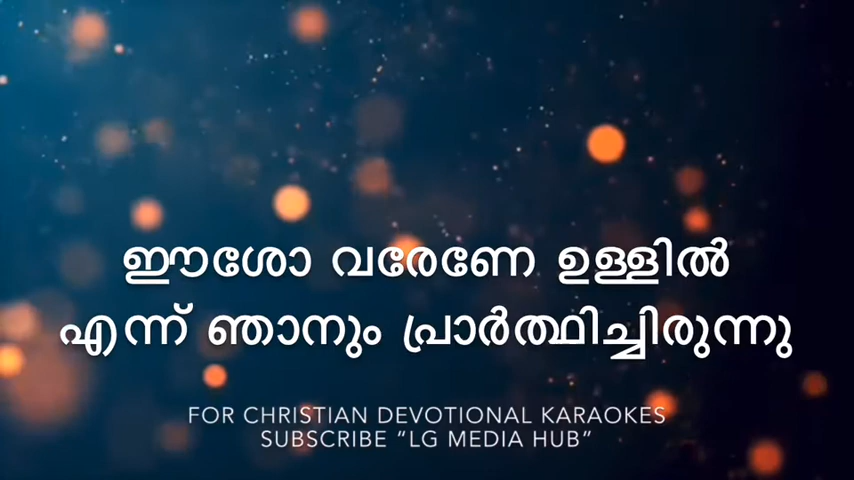 ഈശോ വരേണേ ഉള്ളിൽ
എന്ന് ഞാനും പ്രാർത്ഥിച്ചിരുന്നു
FOR CHRISTIAN DEVOTIONAL KARAOKES
SUBSCRIBE “LG MEDIA HUB”